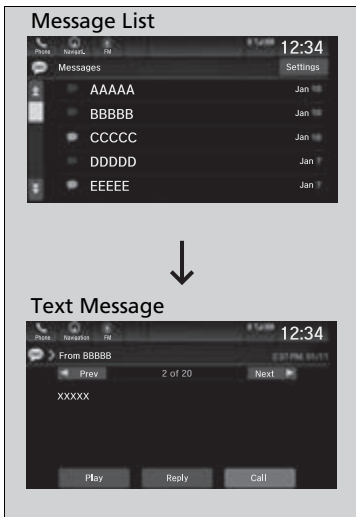 Message List
Phone Navigati. FM 12:34
Messages Settings
AAAAA Jan
BBBBB Jan
CCCCC Jan
DDDDD Jan
EEEEE Jan
Text Message
Phone Navigation FM 12:34
From BBBBB
Prev 2 of 20 Next
xxxxx
Play Reply Call